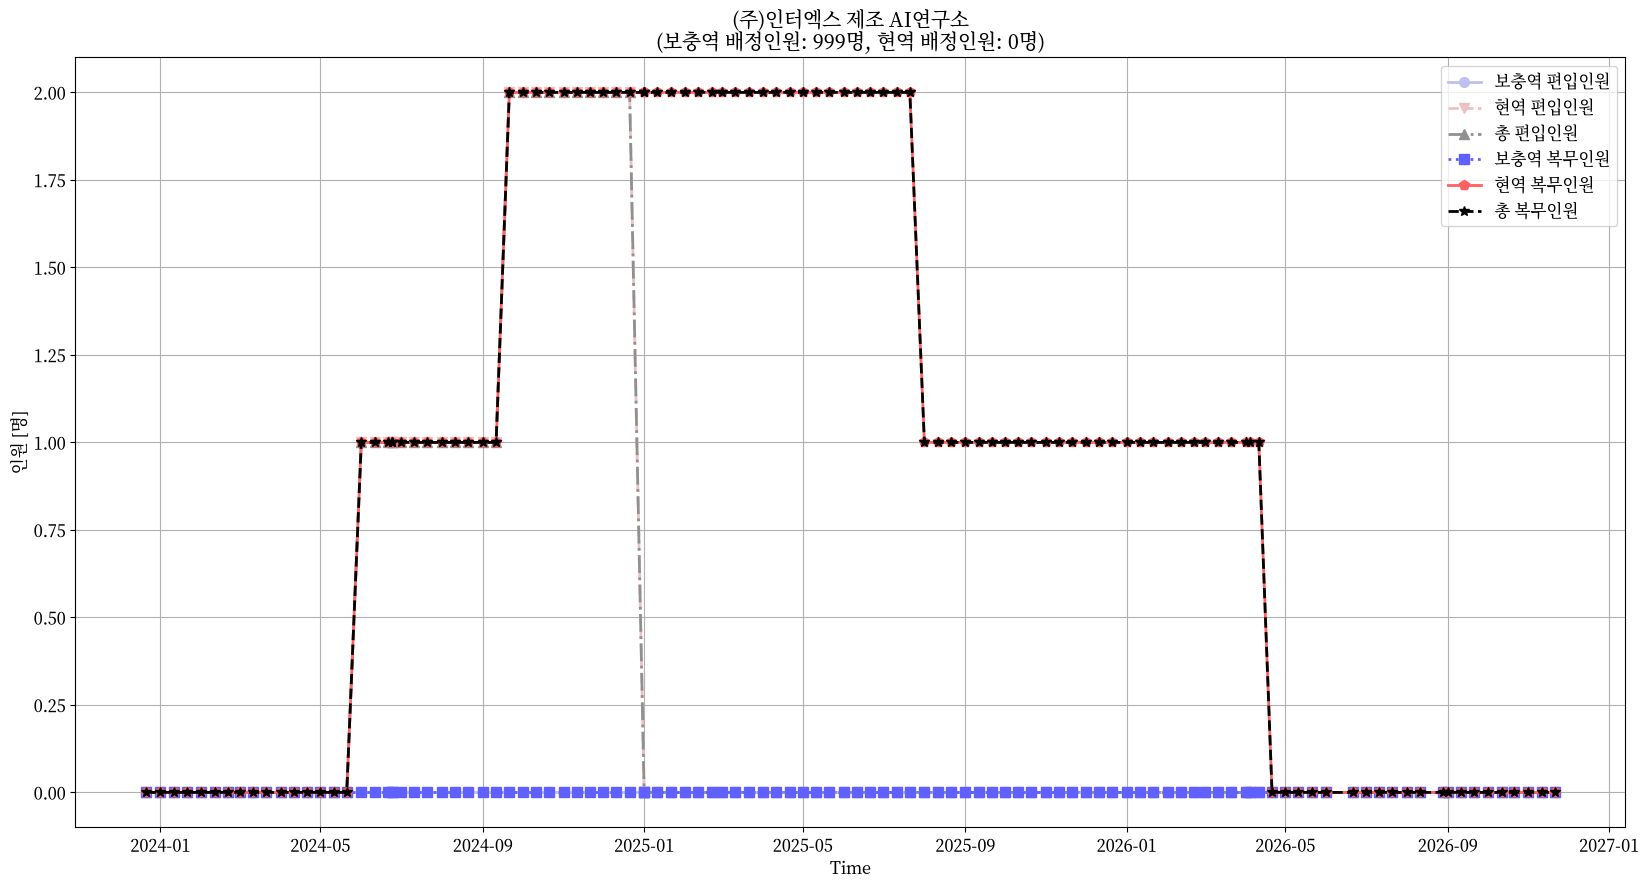 (주)인터엑스 제조 AI연구소
(보충역 배정인원: 999명, 현역 배정인원: 0명)
보충역 편입인원
현역 편입인원
총 편입인원
보충역 복무인원
현역 복무인원
총 복무인원
인원 [명]
2.00
1.75
1.50
1.25
1.00
0.75
0.50
0.25
0.00
2024-01
2024-05
2024-09
2025-01
2025-05
2025-09
2026-01
2026-05
2026-09
2027-01
Time